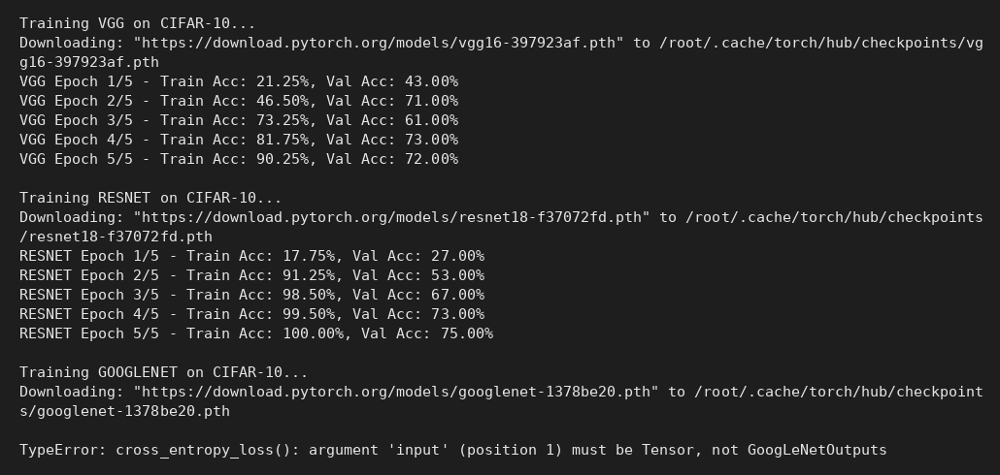 Training VGG on CIFAR-10...
Downloading: "https://download.pytorch.org/models/vgg16-397923af.pth" to /root/.cache/torch/hub/checkpoints/vg
g16-397923af.pth
VGG Epoch 1/5 - Train Acc: 21.25%, Val Acc: 43.00%
VGG Epoch 2/5 - Train Acc: 46.50%, Val Acc: 71.00%
VGG Epoch 3/5 - Train Acc: 73.25%, Val Acc: 61.00%
VGG Epoch 4/5 - Train Acc: 81.75%, Val Acc: 73.00%
VGG Epoch 5/5 - Train Acc: 90.25%, Val Acc: 72.00%

Training RESNET on CIFAR-10...
Downloading: "https://download.pytorch.org/models/resnet18-f37072fd.pth" to /root/.cache/torch/hub/checkpoints
/resnet18-f37072fd.pth
RESNET Epoch 1/5 - Train Acc: 17.75%, Val Acc: 27.00%
RESNET Epoch 2/5 - Train Acc: 91.25%, Val Acc: 53.00%
RESNET Epoch 3/5 - Train Acc: 98.50%, Val Acc: 67.00%
RESNET Epoch 4/5 - Train Acc: 99.50%, Val Acc: 73.00%
RESNET Epoch 5/5 - Train Acc: 100.00%, Val Acc: 75.00%

Training GOOGLENET on CIFAR-10...
Downloading: "https://download.pytorch.org/models/googlenet-1378be20.pth" to /root/.cache/torch/hub/checkpoint
s/googlenet-1378be20.pth

TypeError: cross_entropy_loss(): argument 'input' (position 1) must be Tensor, not GoogLeNetOutputs